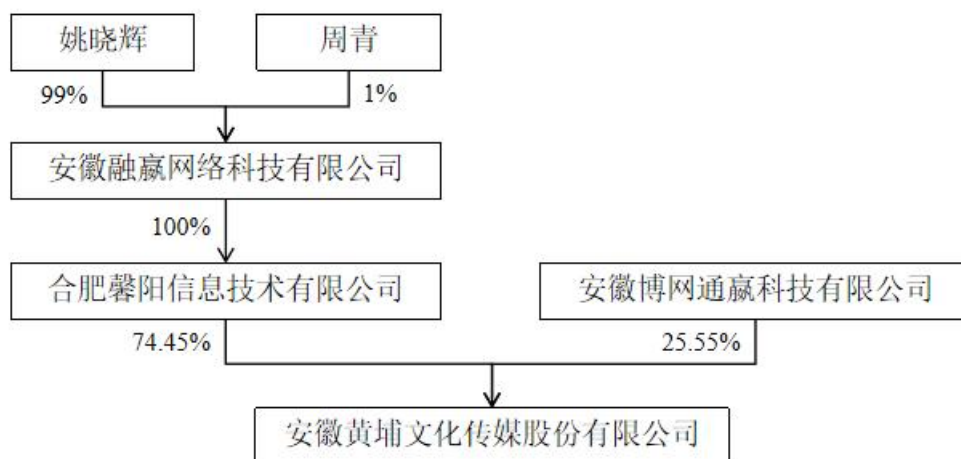 姚晓辉
周青
99%
1%
安徽融赢网络科技有限公司
100%
合肥馨阳信息技术有限公司
安徽博网通赢科技有限公司
74.45%
25.55%
安徽黄埔文化传媒股份有限公司